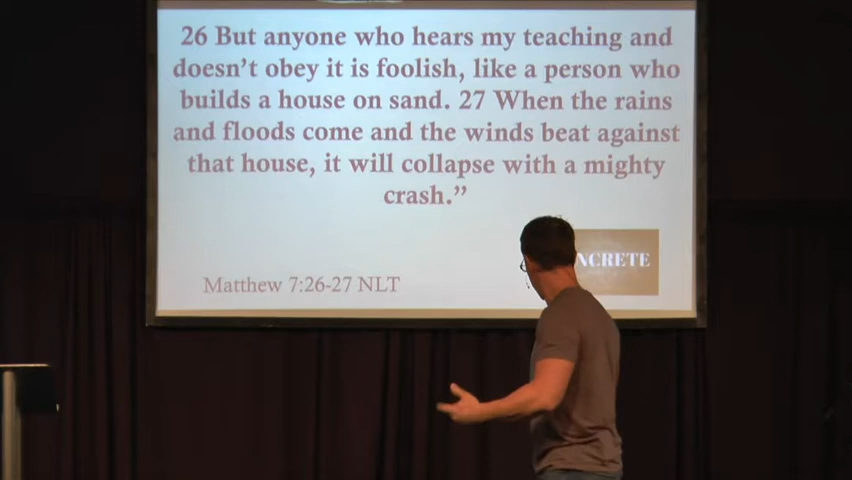 26 But anyone who hears my teaching and
doesn't obey it is foolish, like a person who
builds a house on sand. 27 When the rains
and floods come and the winds beat against
that house, it will collapse with a mighty
crash.”
Matthew 7:26-27 NLT